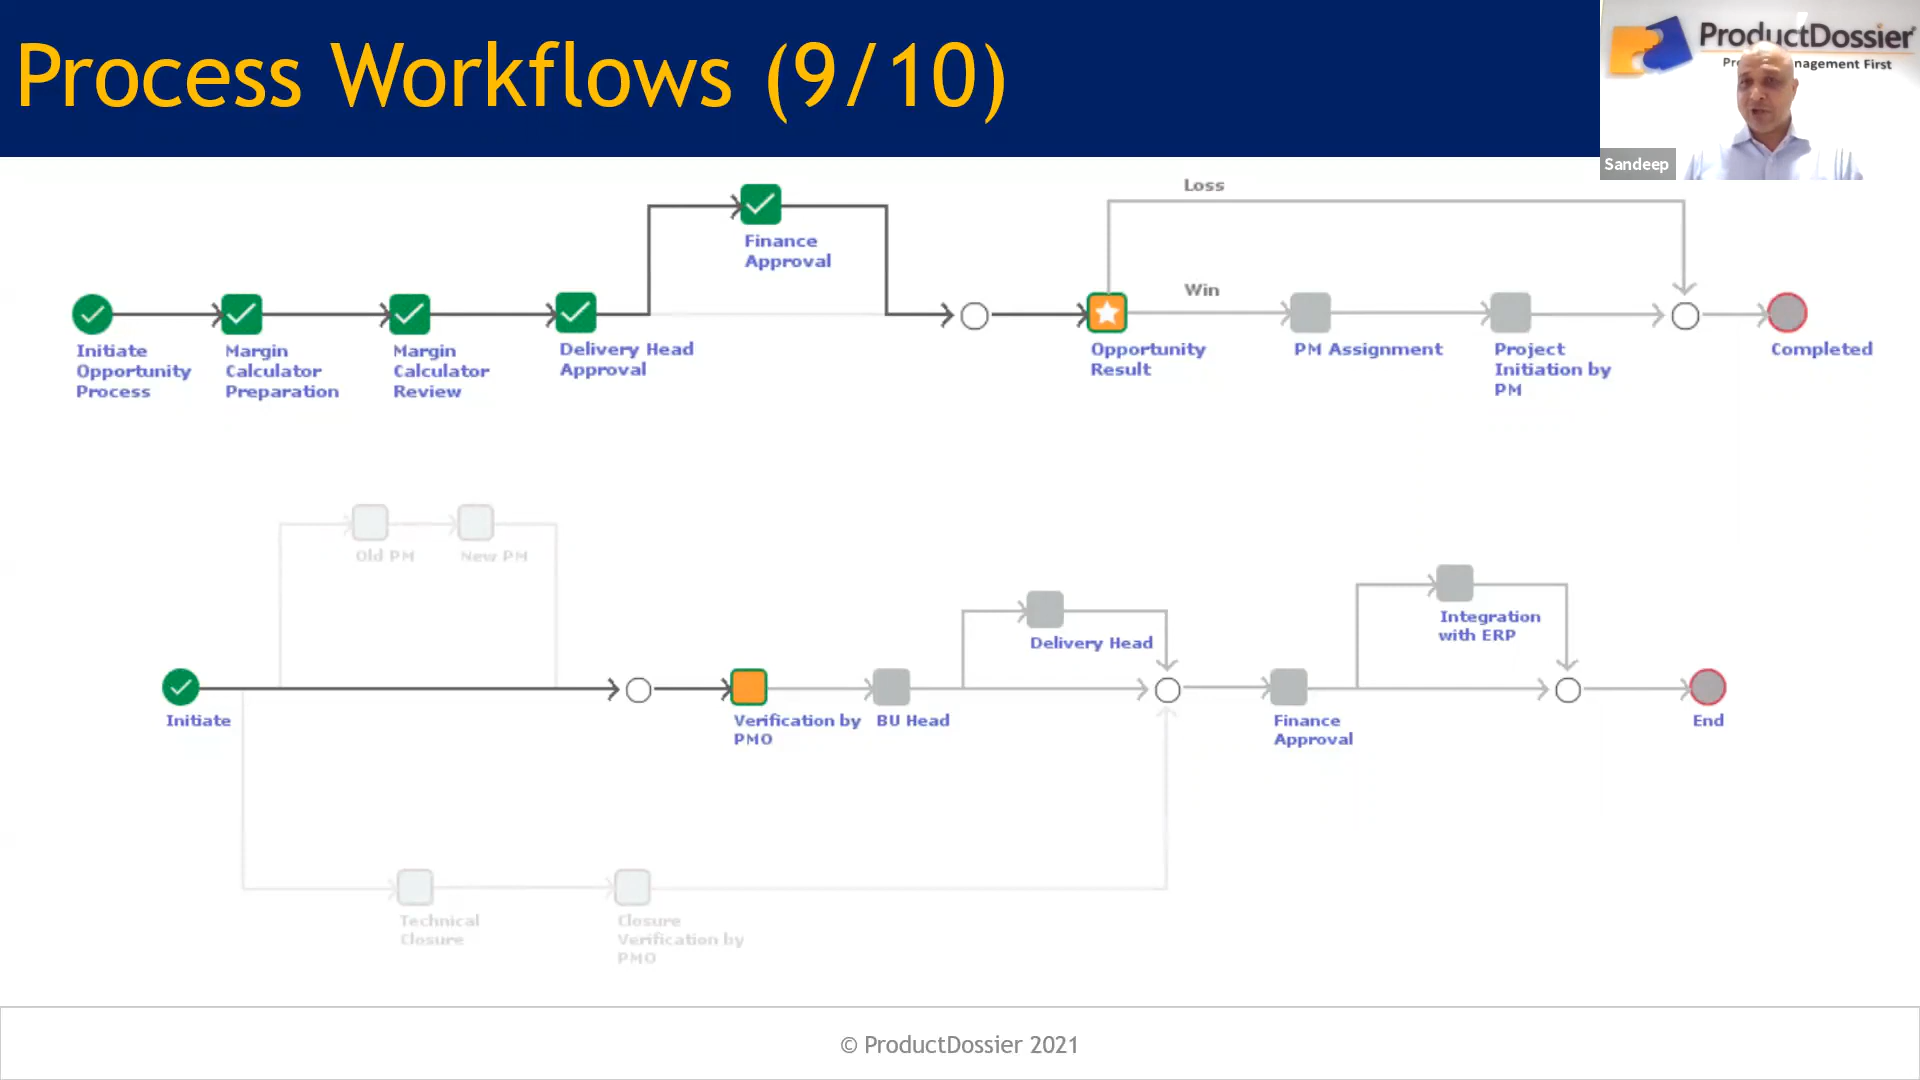 Process Workflows (9/10)
ProductDossier
Management First
Sandeep
Loss
Finance
Approval
Win
Initiate
Opportunity
Process
Margin
Calculator
Preparation
Margin
Calculator
Review
Delivery Head
Approval
Opportunity
Result
PM Assignment
Project
Initiation by
PM
Completed
Old PM
New PM
Integration
with ERP
Delivery Head
Initiate
Verification by
PMO
BU Head
Finance
Approval
End
Technical
Closure
Closure
Verification by
PMO
© ProductDossier 2021